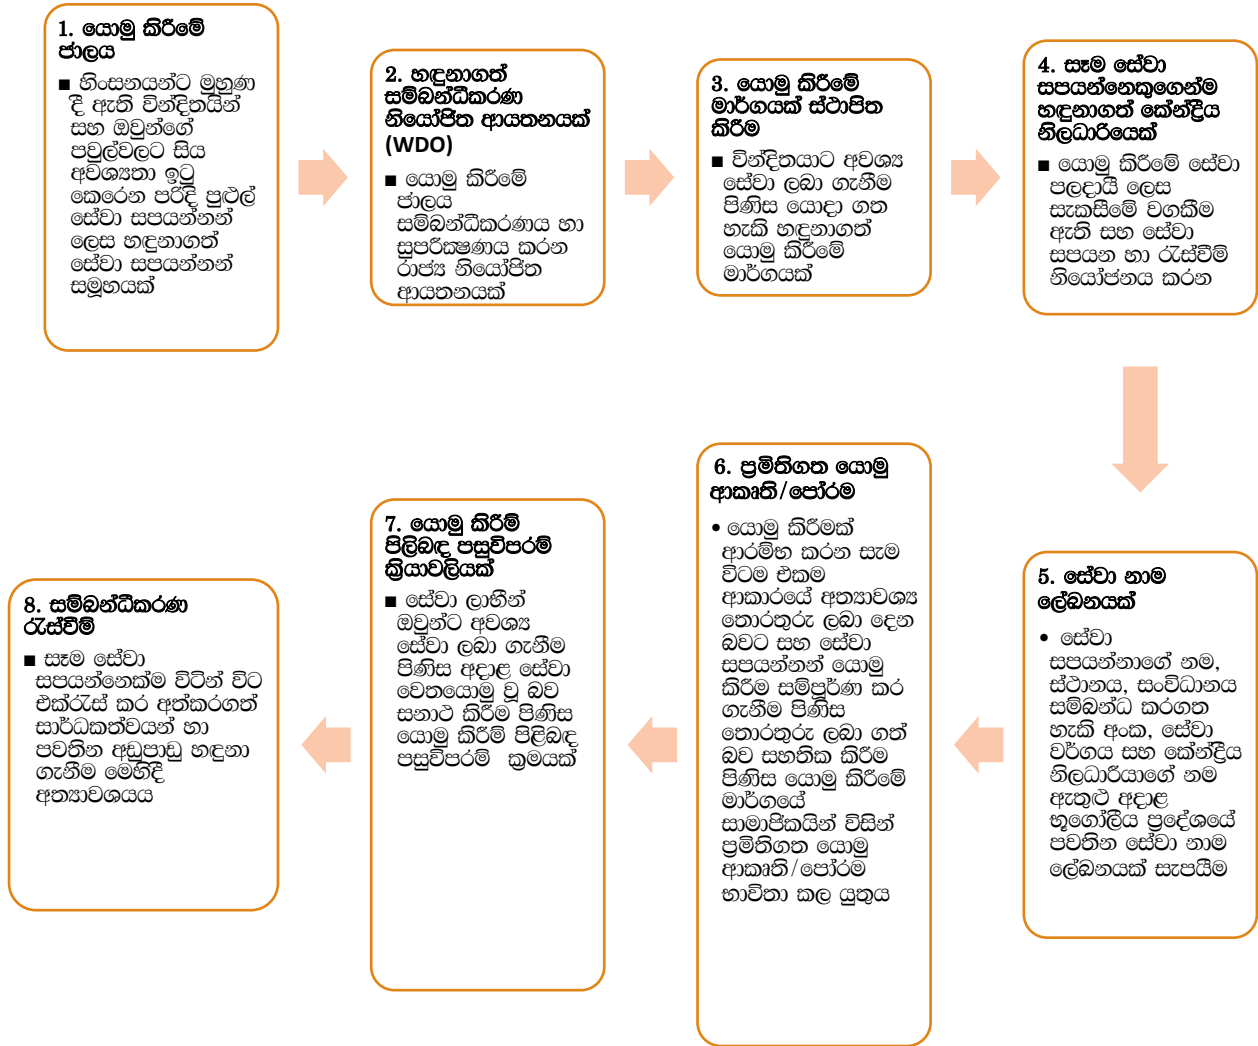 1. යොමු කිරීමේ
ජාලය
■ හිංසනයන්ට මුහුණ
දී ඇති වින්දිතයින්
සහ ඔවුන්ගේ
පවුල්වලට සිය
අවශ්‍යතා ඉටු
කෙරෙන පරිදි පුළුල්
සේවා සපයන්නන්
ලෙස හඳුනාගත්
සේවා සපයන්නන්
සමූහයක්
2. හඳුනාගත්
සම්බන්ධීකරණ
නියෝජිත ආයතනයක්
(WDO)
■ යොමු කිරීමේ
ජාලය
සම්බන්ධීකරණය හා
සුපරීක්‍ෂණය කරන
රාජ්‍ය නියෝජිත
ආයතනයක්
3. යොමු කිරීමේ
මාර්ගයක් ස්ථාපිත
කිරීම
■ වින්දිතයාට අවශ්‍ය
සේවා ලබා ගැනීම
පිණිස යොදා ගත
හැකි හඳුනාගත්
යොමු කිරීමේ
මාර්ගයක්
4. සෑම සේවා
සපයන්නෙකුගෙන්ම
හඳුනාගත් කේන්ද්‍රීය
නිලධාරියෙක්
■ යොමු කිරීමේ සේවා
පලදායී ලෙස
සැකසීමේ වගකීම
ඇති සහ සේවා
සපයන හා රැස්වීම්
නියෝජනය කරන
5. සේවා නාම
ලේඛනයක්
• සේවා
සපයන්නාගේ නම,
ස්ථානය, සංවිධානය
සම්බන්ධ කරගත
හැකි අංක, සේවා
වර්ගය සහ කේන්ද්‍රීය
නිලධාරීයාගේ නම
ඇතුළු අදාළ
භූගෝලීය ප්‍රදේශයේ
පවතින සේවා නාම
ලේඛනයක් සැපයීම
6. ප්‍රමිතිගත යොමු
ආකෘති/පෝරම
• යොමු කිරීමක්
ආරම්භ කරන සැම
විටම එකම
ආකාරයේ අත්‍යාවශ්‍ය
තොරතුරු ලබා දෙන
බවට සහ සේවා
සපයන්නන් යොමු
කිරීම සම්පූර්ණ කර
ගැනීම පිණිස
තොරතුරු ලබා ගත්
බව සහතික කිරීම
පිණිස යොමු කිරීමේ
මාර්ගයේ
සාමාජිකයින් විසින්
ප්‍රමිතිගත යොමු
ආකෘති/පෝරම
භාවිතා කල යුතුය
7. යොමු කිරීම්
පිලිබඳ පසුවිපරම්
ක්‍රියාවලියක්
■ සේවා ලාභීන්
ඔවුන්ට අවශ්‍ය
සේවා ලබා ගැනීම
පිණිස අදාළ සේවා
වෙතයොමු වූ බව
සනාථ කිරීම පිණිස
යොමු කිරීම් පිළිබඳ
පසුවිපරම් ක්‍රමයක්
8. සම්බන්ධීකරණ
රැස්වීම්
■ සෑම සේවා
සපයන්නෙක්ම විටින් විට
එක්රැස් කර අත්කරගත්
සාර්ථකත්වයන් හා
පවතින අඩුපාඩු හඳුනා
ගැනීම මෙහිදී
අත්‍යාවශයය